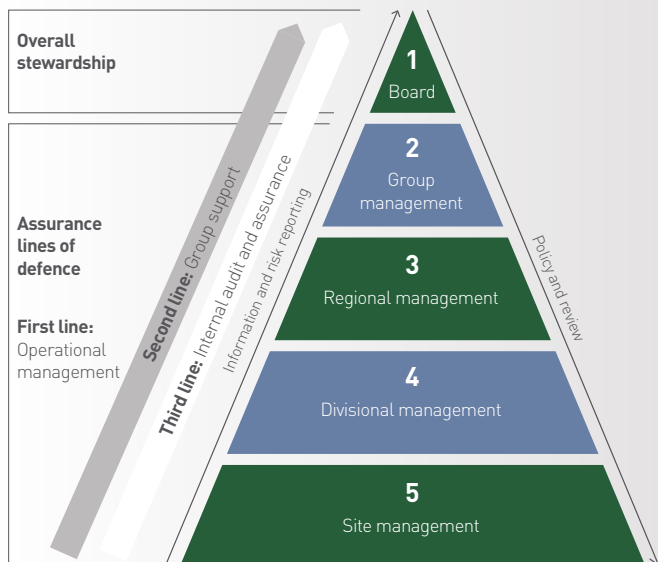 Overall
stewardship
Assurance
lines of
defence
First line:
Operational
management
Second line: Group support
Third line: Internal audit and assurance
Information and risk reporting
1
Board
2
Group
management
3
Regional management
4
Divisional management
5
Site management
Policy and review